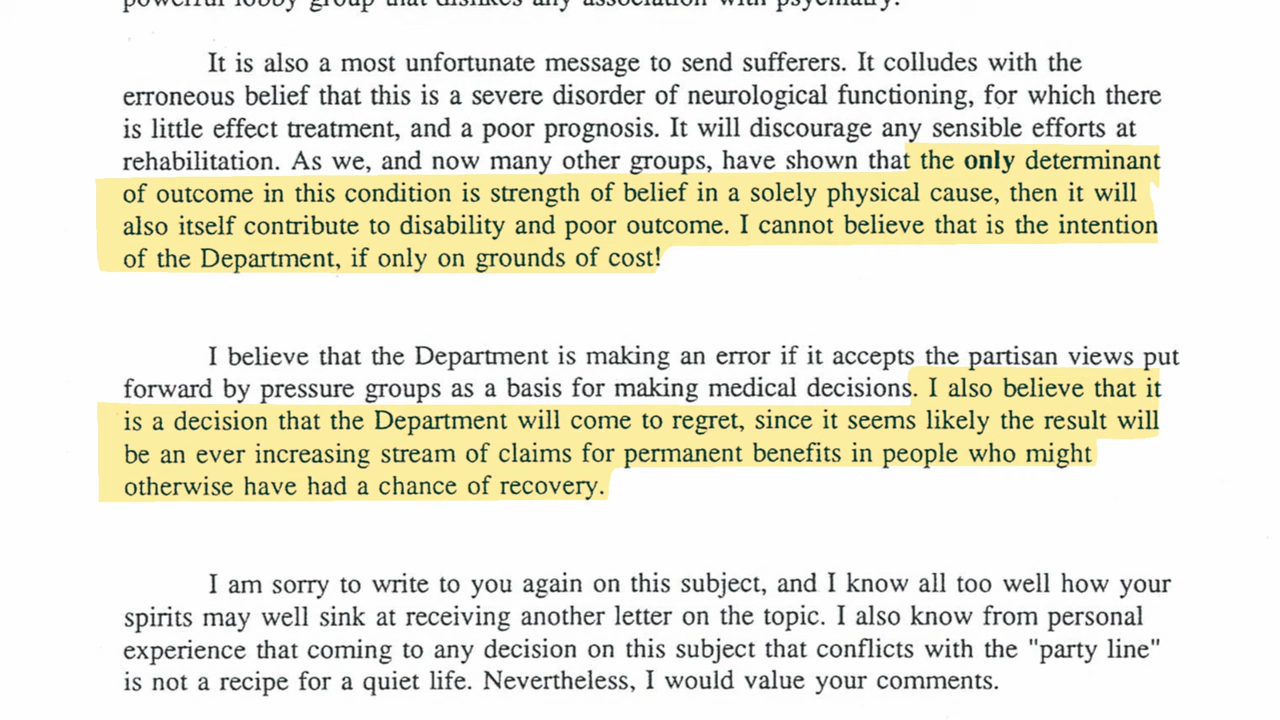 powerful lobby group that dislikes any association with psychiatry.
It is also a most unfortunate message to send sufferers. It colludes with the
erroneous belief that this is a severe disorder of neurological functioning, for which there
is little effect treatment, and a poor prognosis. It will discourage any sensible efforts at
rehabilitation. As we, and now many other groups, have shown that the only determinant
of outcome in this condition is strength of belief in a solely physical cause, then it will
also itself contribute to disability and poor outcome. I cannot believe that is the intention
of the Department, if only on grounds of cost!
I believe that the Department is making an error if it accepts the partisan views put
forward by pressure groups as a basis for making medical decisions. I also believe that it
is a decision that the Department will come to regret, since it seems likely the result will
be an ever increasing stream of claims for permanent benefits in people who might
otherwise have had a chance of recovery.
I am sorry to write to you again on this subject, and I know all too well how your
spirits may well sink at receiving another letter on the topic. I also know from personal
experience that coming to any decision on this subject that conflicts with the "party line"
is not a recipe for a quiet life. Nevertheless, I would value your comments.